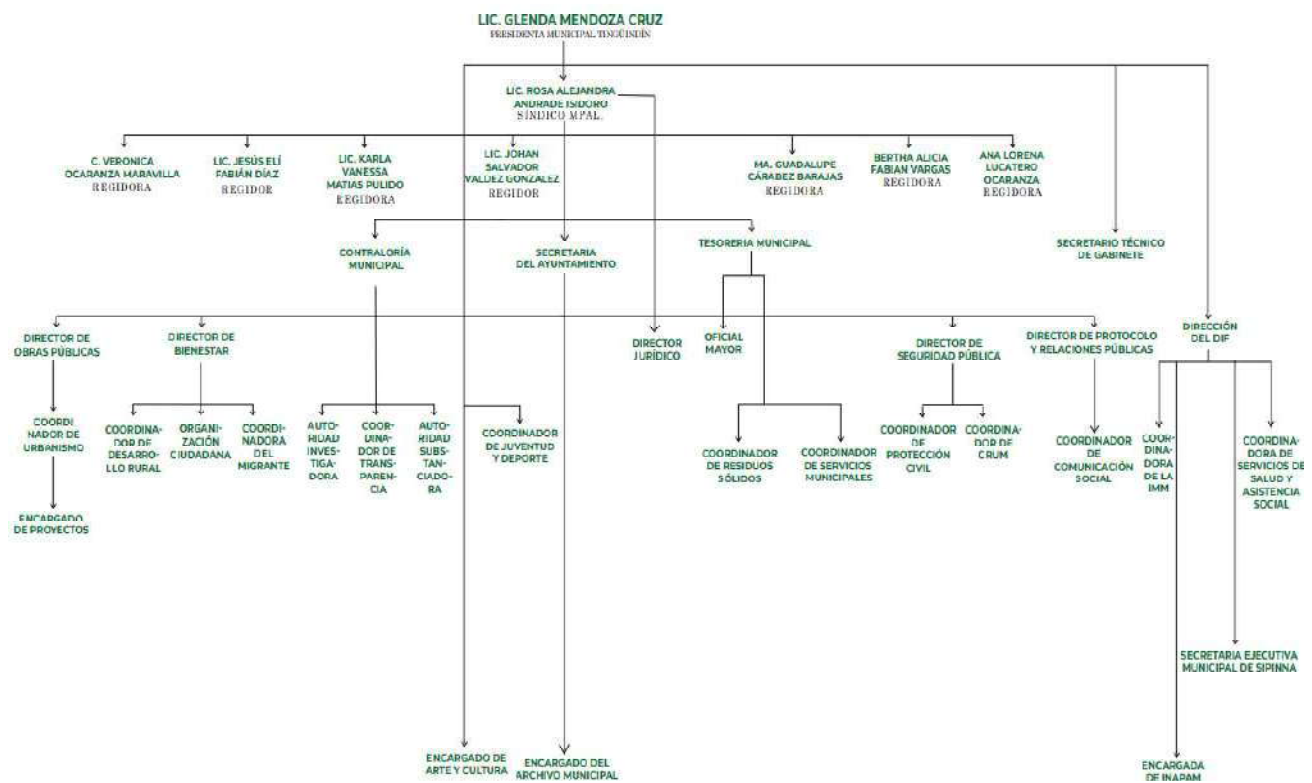 LIC. GLENDA MENDOZA CRUZ
PRESIDENTA MUNICIPAL TINGÜINDÍN
LIC. ROSA ALEJANDRA
ANDRADE ISIDORO
SÍNDICO MPAL.
C. VERONICA
OCARANZA MARAVILLA
REGIDORA
LIC. JESÚS ELÍ
FABIÁN DÍAZ
REGIDOR
LIC. KARLA
VANESSA
MATIAS PULIDO
REGIDORA
LIC. JOHAN
SALVADOR
VALDEZ GONZALEZ
REGIDOR
MA. GUADALUPE
CÁRABEZ BARAJAS
REGIDORA
BERTHA ALICIA
FABIAN VARGAS
REGIDORA
ANA LORENA
LUCATERO
OCARANZA
REGIDORA
CONTRALORÍA
MUNICIPAL
SECRETARIA
DEL AYUNTAMIENTO
TESORERIA MUNICIPAL
SECRETARIO TÉCNICO
DE GABINETE
DIRECTOR DE
OBRAS PÚBLICAS
DIRECTOR DE
BIENESTAR
DIRECTOR
JURÍDICO
OFICIAL
MAYOR
DIRECTOR DE
SEGURIDAD PÚBLICA
DIRECTOR DE PROTOCOLO
Y RELACIONES PÚBLICAS
DIRECCIÓN
DEL DIF
COORDI
NADOR DE
URBANISMO
COORDINA-
DOR DE
DESARRO-
LLO RURAL
ORGANI-
ZACIÓN
CIUDADANA
COORDI-
NADORA
DEL
MIGRANTE
AUTO-
RIDAD
INVES-
TIGA-
DORA
COOR-
DINA-
DOR DE
TRANS-
PAREN-
CIA
AUTO-
RIDAD
SUBS-
TAN-
CIADO-
RA
COORDINADOR
DE JUVENTUD
Y DEPORTE
COORDINADOR
DE RESIDUOS
SÓLIDOS
COORDINADOR
DE SERVICIOS
MUNICIPALES
COORDINADOR
DE
PROTECCIÓN
CIVIL
COORDINA-
DOR DE
CRUM
COORDINADOR
DE
COMUNICACIÓN
SOCIAL
COOR-
DINA-
DORA
DE LA
IMM
COORDINA-
DORA DE
SERVICIOS DE
SALUD Y
ASISTENCIA
SOCIAL
ENCARGADO
DE PROYECTOS
SECRETARIA EJECUTIVA
MUNICIPAL DE SIPINNA
ENCARGADO DE
ARTE Y CULTURA
ENCARGADO DEL
ARCHIVO MUNICIPAL
ENCARGADA
DE INAPAM